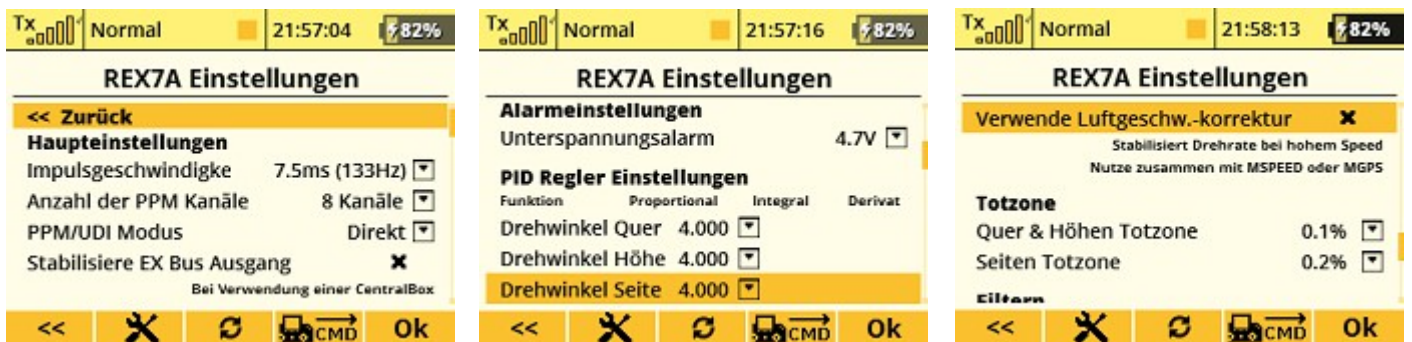 Tx Normal 21:57:04 82%
REX7A Einstellungen
<< Zurück
Haupteinstellungen
Impulsgeschwindigke 7.5ms (133Hz)
Anzahl der PPM Kanäle 8 Kanäle
PPM/UDI Modus Direkt
Stabilisiere EX Bus Ausgang
Bei Verwendung einer CentralBox
<< CMD Ok
Tx Normal 21:57:16 82%
REX7A Einstellungen
Alarmeinstellungen
Unterspannungsalarm 4.7V
PID Regler Einstellungen
Funktion Proportional Integral Derivat
Drehwinkel Quer 4.000
Drehwinkel Höhe 4.000
Drehwinkel Seite 4.000
<< CMD Ok
Tx Normal 21:58:13 82%
REX7A Einstellungen
Verwende Luftgeschw.-korrektur
Stabilisiert Drehrate bei hohem Speed
Nutze zusammen mit MSPEED oder MGPS
Totzone
Quer & Höhen Totzone 0.1%
Seiten Totzone 0.2%
Filtern
<< CMD Ok